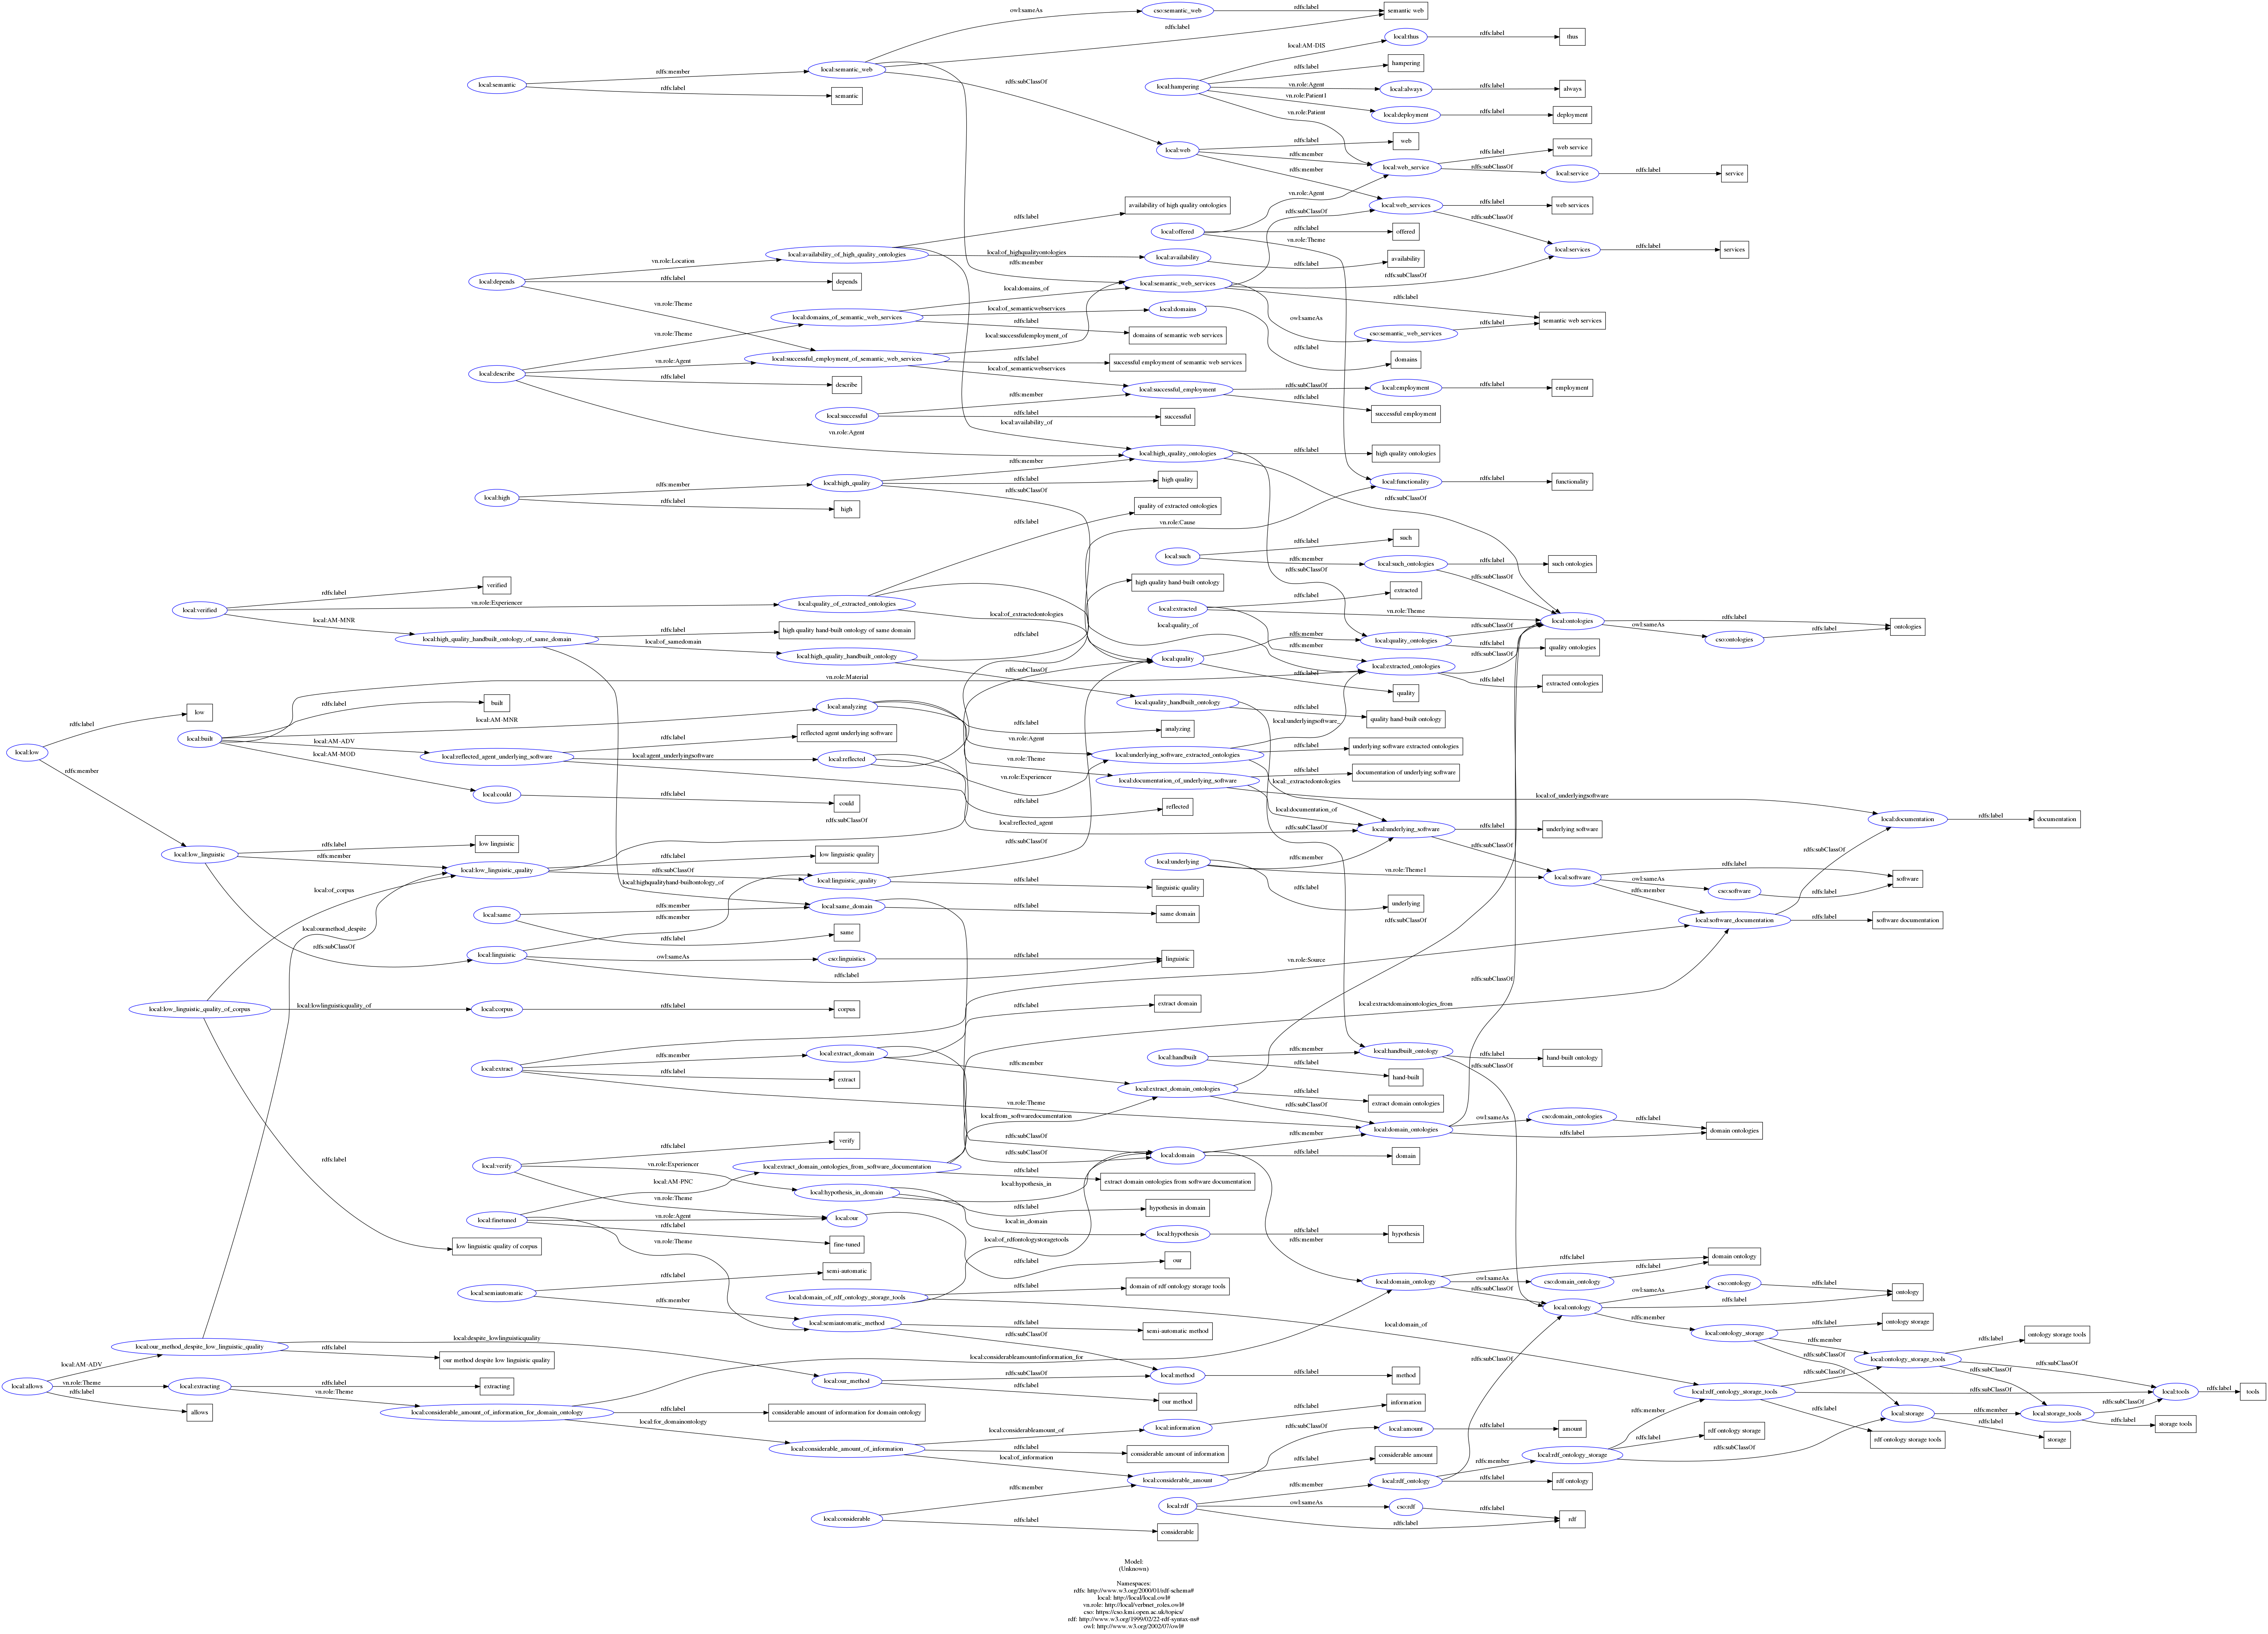 owl:sameAs
cso:semantic_web
rdfs:label
semantic web
rdfs:label
local:thus
rdfs:label
thus
local:AM-DIS
local:semantic
rdfs:member
local:semantic_web
rdfs:label
semantic
rdfs:subClassOf
local:hampering
rdfs:label
hampering
vn.role:Agent
local:always
rdfs:label
always
vn.role:Patient1
local:deployment
rdfs:label
deployment
vn.role:Patient
local:web
rdfs:label
web
rdfs:member
local:web_service
rdfs:label
web service
rdfs:subClassOf
local:service
rdfs:label
service
rdfs:member
vn.role:Agent
local:web_services
rdfs:label
web services
rdfs:subClassOf
rdfs:subClassOf
local:offered
rdfs:label
offered
vn.role:Theme
local:services
rdfs:label
services
rdfs:label
availability of high quality ontologies
local:depends
vn.role:Location
local:availability_of_high_quality_ontologies
local:of_highqualityontologies
local:availability
rdfs:label
availability
rdfs:label
depends
rdfs:member
local:semantic_web_services
rdfs:subClassOf
rdfs:label
semantic web services
owl:sameAs
cso:semantic_web_services
rdfs:label
vn.role:Theme
local:domains_of
local:domains_of_semantic_web_services
local:of_semanticwebservices
local:domains
rdfs:label
domains of semantic web services
rdfs:label
domains
vn.role:Theme
local:successfulemployment_of
local:describe
vn.role:Agent
local:successful_employment_of_semantic_web_services
rdfs:label
successful employment of semantic web services
rdfs:label
describe
local:of_semanticwebservices
local:successful_employment
rdfs:subClassOf
local:employment
rdfs:label
employment
rdfs:label
successful employment
local:successful
rdfs:member
rdfs:label
successful
local:availability_of
vn.role:Agent
local:high_quality_ontologies
rdfs:label
high quality ontologies
rdfs:member
local:high
rdfs:member
local:high_quality
rdfs:label
high quality
rdfs:label
high
rdfs:subClassOf
local:functionality
rdfs:label
functionality
rdfs:subClassOf
rdfs:label
quality of extracted ontologies
vn.role:Cause
local:such
rdfs:label
such
rdfs:member
local:such_ontologies
rdfs:label
such ontologies
rdfs:subClassOf
rdfs:subClassOf
high quality hand-built ontology
local:verified
rdfs:label
verified
vn.role:Experiencer
local:quality_of_extracted_ontologies
local:of_extractedontologies
local:extracted
rdfs:label
extracted
vn.role:Theme
local:ontologies
rdfs:label
ontologies
owl:sameAs
cso:ontologies
rdfs:label
local:AM-MNR
local:high_quality_handbuilt_ontology_of_same_domain
rdfs:label
high quality hand-built ontology of same domain
local:of_samedomain
local:high_quality_handbuilt_ontology
rdfs:label
local:quality_of
rdfs:member
local:quality_ontologies
rdfs:subClassOf
rdfs:label
quality ontologies
rdfs:member
local:quality
rdfs:label
quality
local:extracted_ontologies
rdfs:subClassOf
rdfs:label
extracted ontologies
rdfs:subClassOf
vn.role:Material
local:quality_handbuilt_ontology
rdfs:label
quality hand-built ontology
rdfs:label
low
local:low
local:built
rdfs:label
built
local:AM-MNR
local:analyzing
rdfs:label
analyzing
local:AM-ADV
local:reflected_agent_underlying_software
rdfs:label
reflected agent underlying software
local:agent_underlyingsoftware
local:reflected
local:AM-MOD
local:could
rdfs:label
could
local:underlyingsoftware_
vn.role:Agent
local:underlying_software_extracted_ontologies
rdfs:label
underlying software extracted ontologies
vn.role:Theme
vn.role:Experiencer
local:documentation_of_underlying_software
rdfs:label
documentation of underlying software
local:_extractedontologies
local:of_underlyingsoftware
rdfs:label
reflected
local:documentation_of
rdfs:member
rdfs:subClassOf
local:reflected_agent
rdfs:subClassOf
local:underlying_software
rdfs:label
underlying software
local:documentation
rdfs:label
documentation
rdfs:subClassOf
local:low_linguistic
rdfs:label
low linguistic
rdfs:member
local:low_linguistic_quality
rdfs:label
low linguistic quality
rdfs:subClassOf
local:linguistic_quality
rdfs:label
linguistic quality
rdfs:subClassOf
local:underlying
rdfs:member
vn.role:Theme1
rdfs:label
underlying
rdfs:subClassOf
local:software
rdfs:label
software
owl:sameAs
cso:software
rdfs:label
rdfs:member
local:software_documentation
rdfs:label
software documentation
rdfs:subClassOf
local:of_corpus
local:highqualityhand-builtontology_of
local:same
rdfs:member
local:same_domain
rdfs:label
same domain
rdfs:member
rdfs:label
same
local:ourmethod_despite
rdfs:subClassOf
local:linguistic
owl:sameAs
cso:linguistics
rdfs:label
linguistic
rdfs:label
rdfs:subClassOf
vn.role:Source
local:low_linguistic_quality_of_corpus
local:lowlinguisticquality_of
local:corpus
rdfs:label
corpus
rdfs:label
extract domain
rdfs:subClassOf
local:extractdomainontologies_from
local:extract
rdfs:member
local:extract_domain
rdfs:label
extract
rdfs:member
local:handbuilt
rdfs:member
local:handbuilt_ontology
rdfs:label
hand-built ontology
rdfs:label
hand-built
rdfs:subClassOf
local:extract_domain_ontologies
rdfs:label
extract domain ontologies
vn.role:Theme
local:from_softwaredocumentation
rdfs:subClassOf
local:domain_ontologies
owl:sameAs
cso:domain_ontologies
rdfs:label
domain ontologies
rdfs:label
rdfs:label
verify
rdfs:subClassOf
rdfs:member
rdfs:subClassOf
local:domain
rdfs:label
domain
rdfs:label
local:verify
vn.role:Experiencer
local:extract_domain_ontologies_from_software_documentation
rdfs:label
extract domain ontologies from software documentation
local:AM-PNC
local:hypothesis_in_domain
local:hypothesis_in
rdfs:label
hypothesis in domain
vn.role:Theme
local:finetuned
vn.role:Agent
local:our
local:in_domain
local:hypothesis
rdfs:label
hypothesis
rdfs:member
rdfs:label
fine-tuned
vn.role:Theme
low linguistic quality of corpus
local:of_rdfontologystoragetools
rdfs:label
our
rdfs:label
domain ontology
rdfs:label
semi-automatic
local:semiautomatic
rdfs:member
local:domain_of_rdf_ontology_storage_tools
rdfs:label
domain of rdf ontology storage tools
local:domain_ontology
owl:sameAs
cso:domain_ontology
rdfs:label
rdfs:subClassOf
local:ontology
owl:sameAs
cso:ontology
rdfs:label
ontology
rdfs:label
local:semiautomatic_method
rdfs:label
semi-automatic method
rdfs:subClassOf
local:domain_of
rdfs:member
local:ontology_storage
rdfs:label
ontology storage
rdfs:member
rdfs:label
ontology storage tools
local:despite_lowlinguisticquality
local:our_method_despite_low_linguistic_quality
rdfs:label
our method despite low linguistic quality
local:considerableamountofinformation_for
rdfs:subClassOf
local:ontology_storage_tools
rdfs:subClassOf
local:AM-ADV
local:allows
vn.role:Theme
local:extracting
rdfs:label
extracting
rdfs:label
allows
vn.role:Theme
local:our_method
rdfs:subClassOf
local:method
rdfs:label
method
rdfs:label
our method
rdfs:subClassOf
local:rdf_ontology_storage_tools
rdfs:subClassOf
rdfs:subClassOf
rdfs:subClassOf
local:tools
rdfs:label
tools
local:considerable_amount_of_information_for_domain_ontology
rdfs:label
considerable amount of information for domain ontology
local:for_domainontology
local:considerable_amount_of_information
local:considerableamount_of
local:information
rdfs:label
information
rdfs:label
considerable amount of information
rdfs:member
rdfs:label
local:storage
rdfs:member
local:storage_tools
rdfs:subClassOf
rdfs:label
storage tools
rdfs:label
storage
rdfs:subClassOf
local:amount
rdfs:label
amount
rdfs:label
rdf ontology storage
rdf ontology storage tools
local:of_information
rdfs:label
considerable amount
local:rdf_ontology_storage
rdfs:subClassOf
local:considerable_amount
rdfs:member
rdfs:member
local:rdf_ontology
rdfs:member
rdfs:label
rdf ontology
local:rdf
owl:sameAs
cso:rdf
rdfs:label
rdf
rdfs:label
local:considerable
rdfs:label
considerable
Model:
(Unknown)
Namespaces:
rdfs: http://www.w3.org/2000/01/rdf-schema#
local: http://local/local.owl#
vn.role: http://local/verbnet_roles.owl#
cso: https://cso.kmi.open.ac.uk/topics/
rdf: http://www.w3.org/1999/02/22-rdf-syntax-ns#
owl: http://www.w3.org/2002/07/owl#